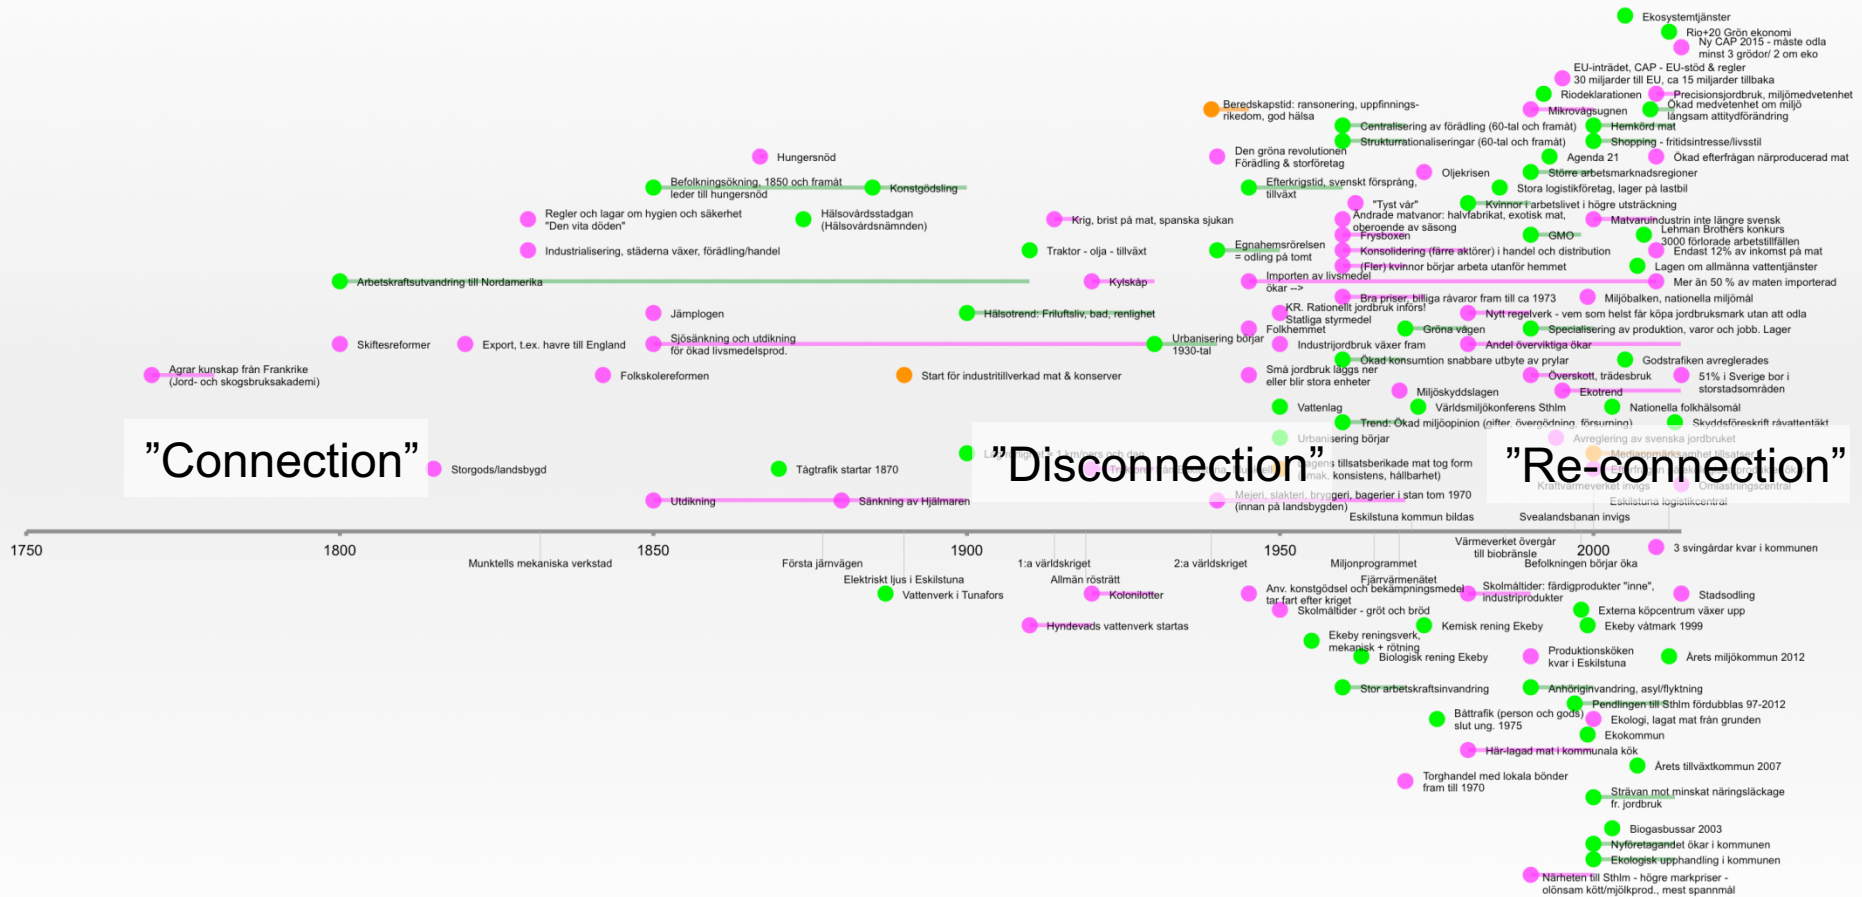 Ekosystemtjänster
Rio+20 Grön ekonomi
Ny CAP 2015 - måste odla
minst 3 grödor/ 2 om eko
EU-inträdet, CAP - EU-stöd & regler
30 miljarder till EU, ca 15 miljarder tillbaka
Riodeklarationen
Precisionsjordbruk, miljömedvetenhet
Beredskapstid: ransonering, uppfinnings-
rikedom, god hälsa
Mikrovågsugnen
Ökad medvetenhet om miljö
långsam attitydförändring
Centralisering av förädling (60-tal och framåt)
Hemkörd mat
Strukturrationaliseringar (60-tal och framåt)
Shopping - fritidsintresse/livsstil
Hungersnöd
Den gröna revolutionen
Förädling & storföretag
Agenda 21
Ökad efterfrågan närproducerad mat
Oljekrisen
Större arbetsmarknadsregioner
Befolkningsökning, 1850 och framåt
leder till hungersnöd
Konstgödsling
Efterkrigstid, svenskt försprång,
tillväxt
Stora logistikföretag, lager på lastbil
"Tyst vår"
Kvinnor i arbetslivet i högre utsträckning
Regler och lagar om hygien och säkerhet
"Den vita döden"
Hälsovårdsstadgan
(Hälsovårdsnämnden)
Krig, brist på mat, spanska sjukan
Ändrade matvanor: halvfabrikat, exotisk mat,
oberoende av säsong
Matvaruindustrin inte längre svensk
Frysboxen
GMO
Lehman Brothers konkurs
3000 förlorade arbetstillfällen
Industrialisering, städerna växer, förädling/handel
Traktor - olja - tillväxt
Egnahemsrörelsen
= odling på tomt
Konsolidering (färre aktörer) i handel och distribution
Endast 12% av inkomst på mat
(Fler) kvinnor börjar arbeta utanför hemmet
Lagen om allmänna vattentjänster
Arbetskraftsutvandring till Nordamerika
Kylskåp
Importen av livsmedel
ökar -->
Mer än 50 % av maten importerad
Bra priser, billiga råvaror fram till ca 1973
Miljöbalken, nationella miljömål
Järnplogen
Hälsotrend: Friluftsliv, bad, renlighet
KR. Rationellt jordbruk införs!
Statliga styrmedel
Nytt regelverk - vem som helst får köpa jordbruksmark utan att odla
Folkhemmet
Gröna vågen
Specialisering av produktion, varor och jobb. Lager
Skiftesreformer
Export, t.ex. havre till England
Sjösänkning och utdikning
för ökad livsmedelsprod.
Urbanisering börjar
1930-tal
Industrijordbruk växer fram
Andel överviktiga ökar
Ökad konsumtion snabbare utbyte av prylar
Godstrafiken avreglerades
Agrar kunskap från Frankrike
(Jord- och skogsbruksakademi)
Folkskolereformen
Start för industritillverkad mat & konserver
Små jordbruk läggs ner
eller blir stora enheter
Överskott, trädesbruk
51% i Sverige bor i
storstadsområden
Miljöskyddslagen
Ekotrend
Vattenlag
Världsmiljökonferens Sthlm
Nationella folkhälsomål
Trend: Ökad miljöopinion (gifter, övergödning, försurning)
Skyddsföreskrift råvattentäkt
Urbanisering börjar
Avreglering av svenska jordbruket
”Connection”
”Disconnection”
”Re-connection”
Storgods/landsbygd
Tågtrafik startar 1870
Dagens tillsatsberikade mat tog form
(smak, konsistens, hållbarhet)
Kraftvärmeverket invigs
Omlastningscentral
Utdikning
Sänkning av Hjälmaren
Mejeri, slakteri, bryggeri, bagerier i stan tom 1970
(innan på landsbygden)
Eskilstuna logistikcentral
Eskilstuna kommun bildas
Svealandsbanan invigs
1750
1800
1850
1900
1950
2000
Värmeverket övergår
till biobränsle
3 svingårdar kvar i kommunen
Munktells mekaniska verkstad
Första järnvägen
1:a världskriget
2:a världskriget
Miljonprogrammet
Befolkningen börjar öka
Elektriskt ljus i Eskilstuna
Allmän rösträtt
Fjärrvärmenätet
Vattenverk i Tunafors
Kolonilotter
Anv. konstgödsel och bekämpningsmedel
tar fart efter kriget
Skolmåltider: färdigprodukter "inne",
industriprodukter
Stadsodling
Skolmåltider - gröt och bröd
Externa köpcentrum växer upp
Hyndevads vattenverk startas
Kemisk rening Ekeby
Ekeby våtmark 1999
Ekeby reningsverk,
mekanisk + rötning
Biologisk rening Ekeby
Produktionsköken
kvar i Eskilstuna
Årets miljökommun 2012
Stor arbetskraftsinvandring
Anhöriginvandring, asyl/flyktning
Pendlingen till Sthlm fördubblas 97-2012
Båttrafik (person och gods)
slut ung. 1975
Ekologi, lagat mat från grunden
Ekokommun
Här-lagad mat i kommunala kök
Årets tillväxtkommun 2007
Torghandel med lokala bönder
fram till 1970
Strävan mot minskat näringsläckage
fr. jordbruk
Biogasbussar 2003
Nyföretagandet ökar i kommunen
Ekologisk upphandling i kommunen
Närheten till Sthlm - högre markpriser -
olönsam kött/mjölkprod., mest spannmål